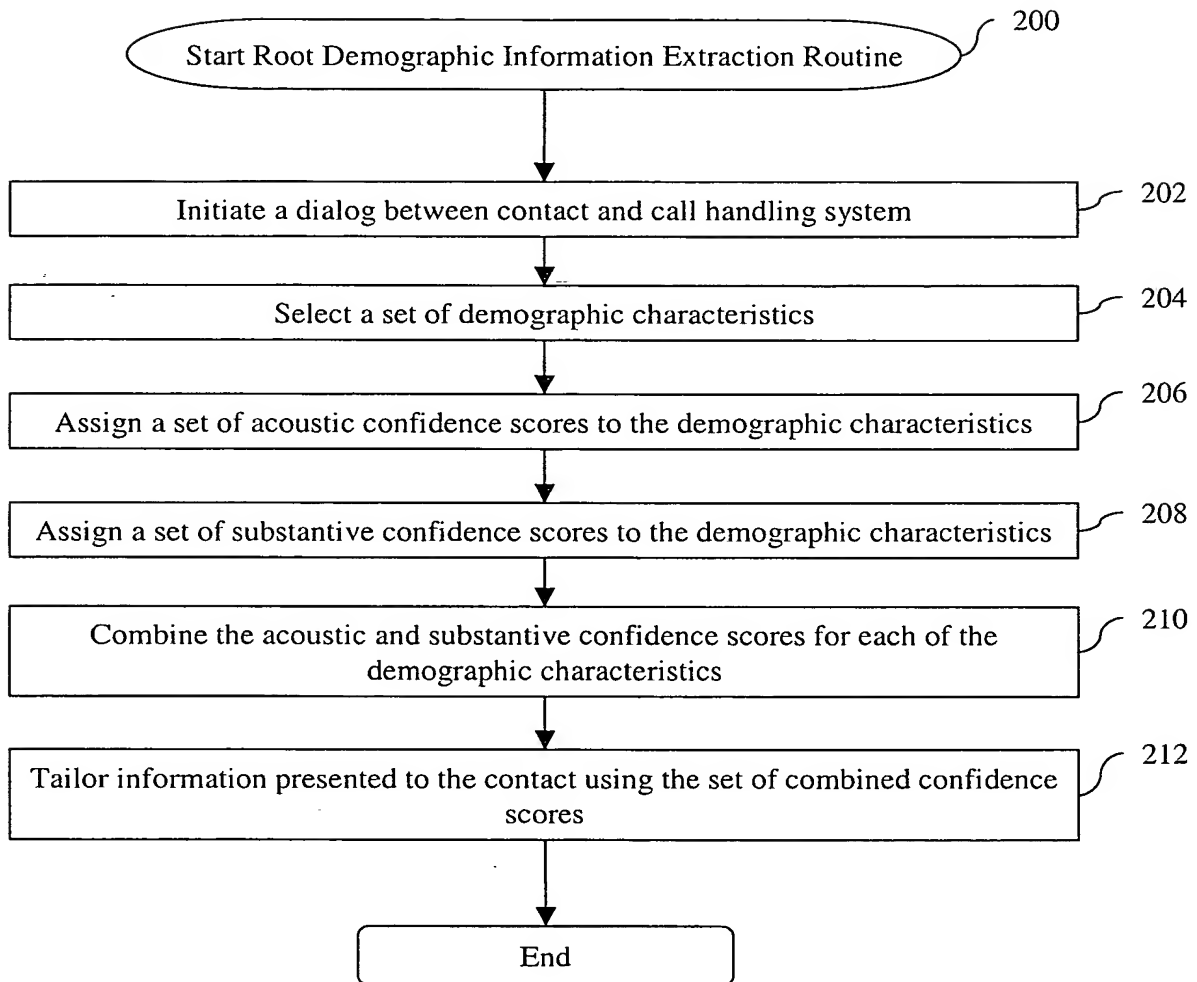 200
Start Root Demographic Information Extraction Routine
202
Initiate a dialog between contact and call handling system
204
Select a set of demographic characteristics
206
Assign a set of acoustic confidence scores to the demographic characteristics
208
Assign a set of substantive confidence scores to the demographic characteristics
210
Combine the acoustic and substantive confidence scores for each of the
demographic characteristics
212
Tailor information presented to the contact using the set of combined confidence
scores
End